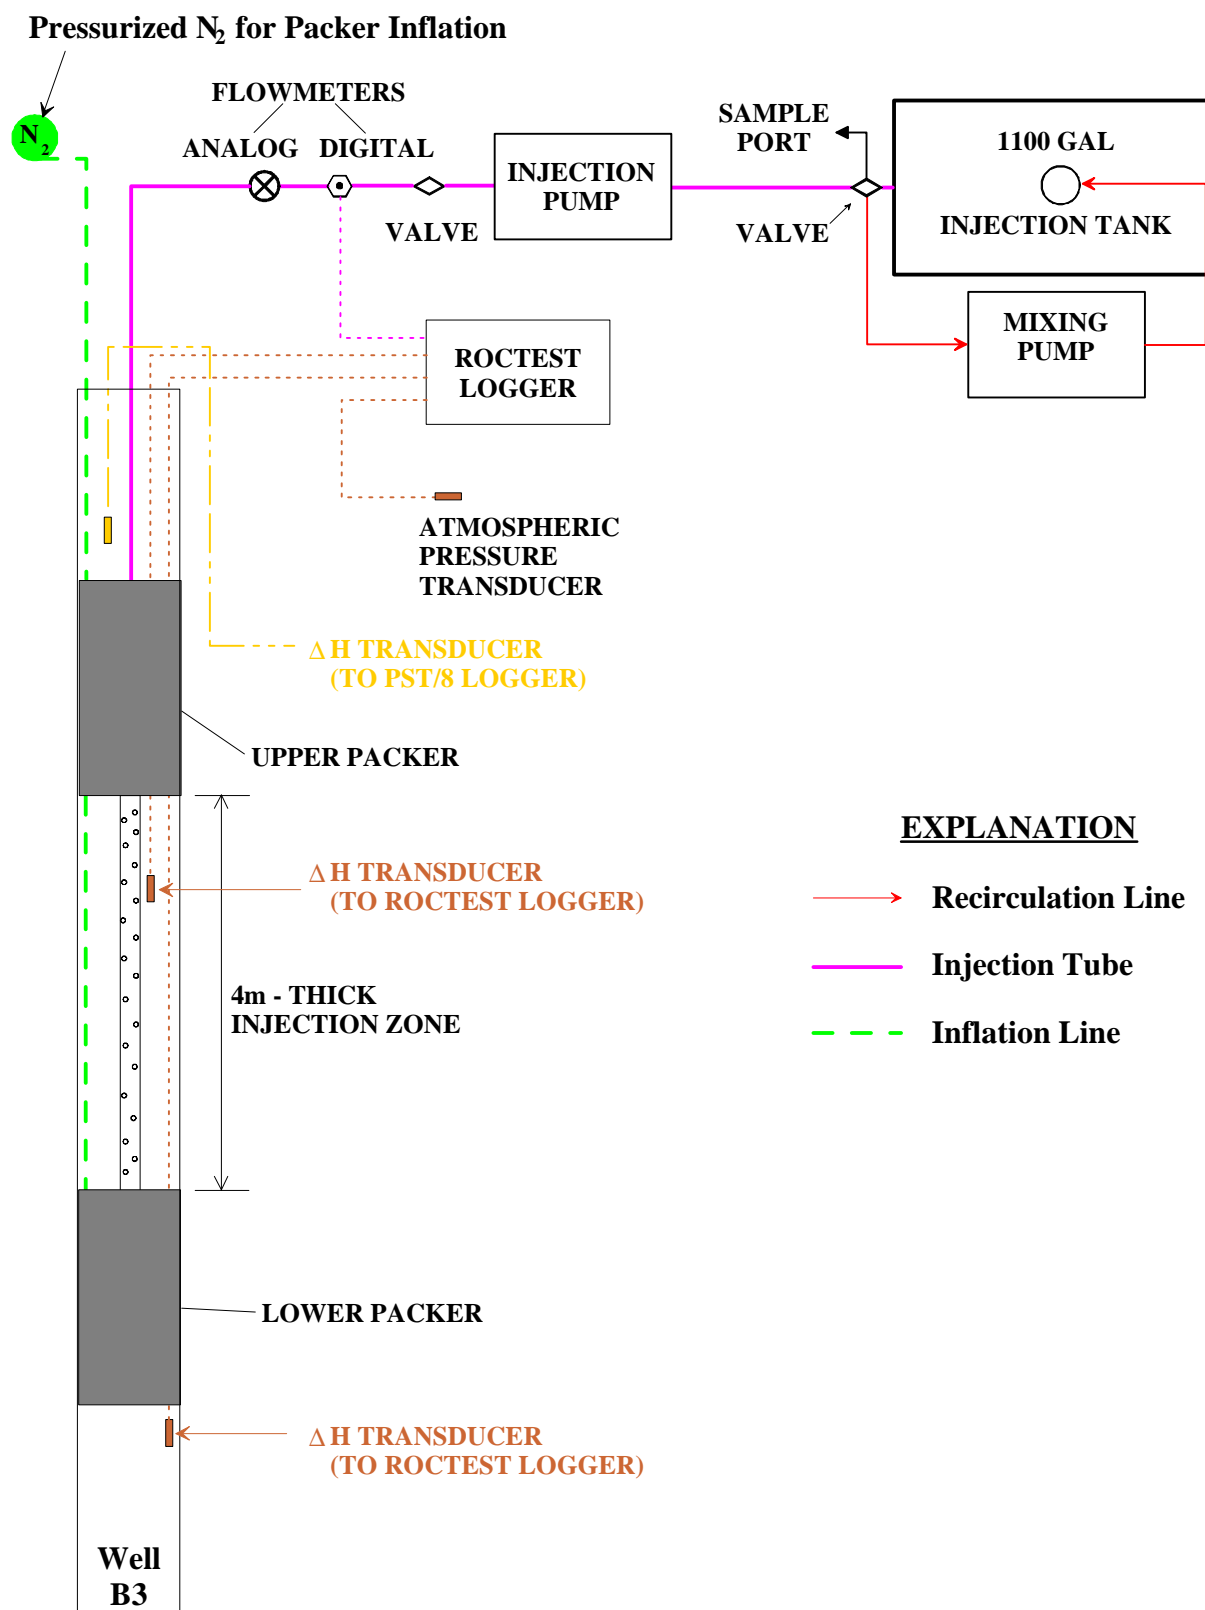 Pressurized N2 for Packer Inflation
N2
FLOWMETERS
ANALOG DIGITAL
VALVE
INJECTION
PUMP
SAMPLE
PORT
VALVE
1100 GAL
INJECTION TANK
MIXING
PUMP
ROCTEST
LOGGER
ATMOSPHERIC
PRESSURE
TRANSDUCER
Δ H TRANSDUCER
(TO PST/8 LOGGER)
UPPER PACKER
Δ H TRANSDUCER
(TO ROCTEST LOGGER)
4m - THICK
INJECTION ZONE
LOWER PACKER
Δ H TRANSDUCER
(TO ROCTEST LOGGER)
Well
B3
EXPLANATION
Recirculation Line
Injection Tube
Inflation Line